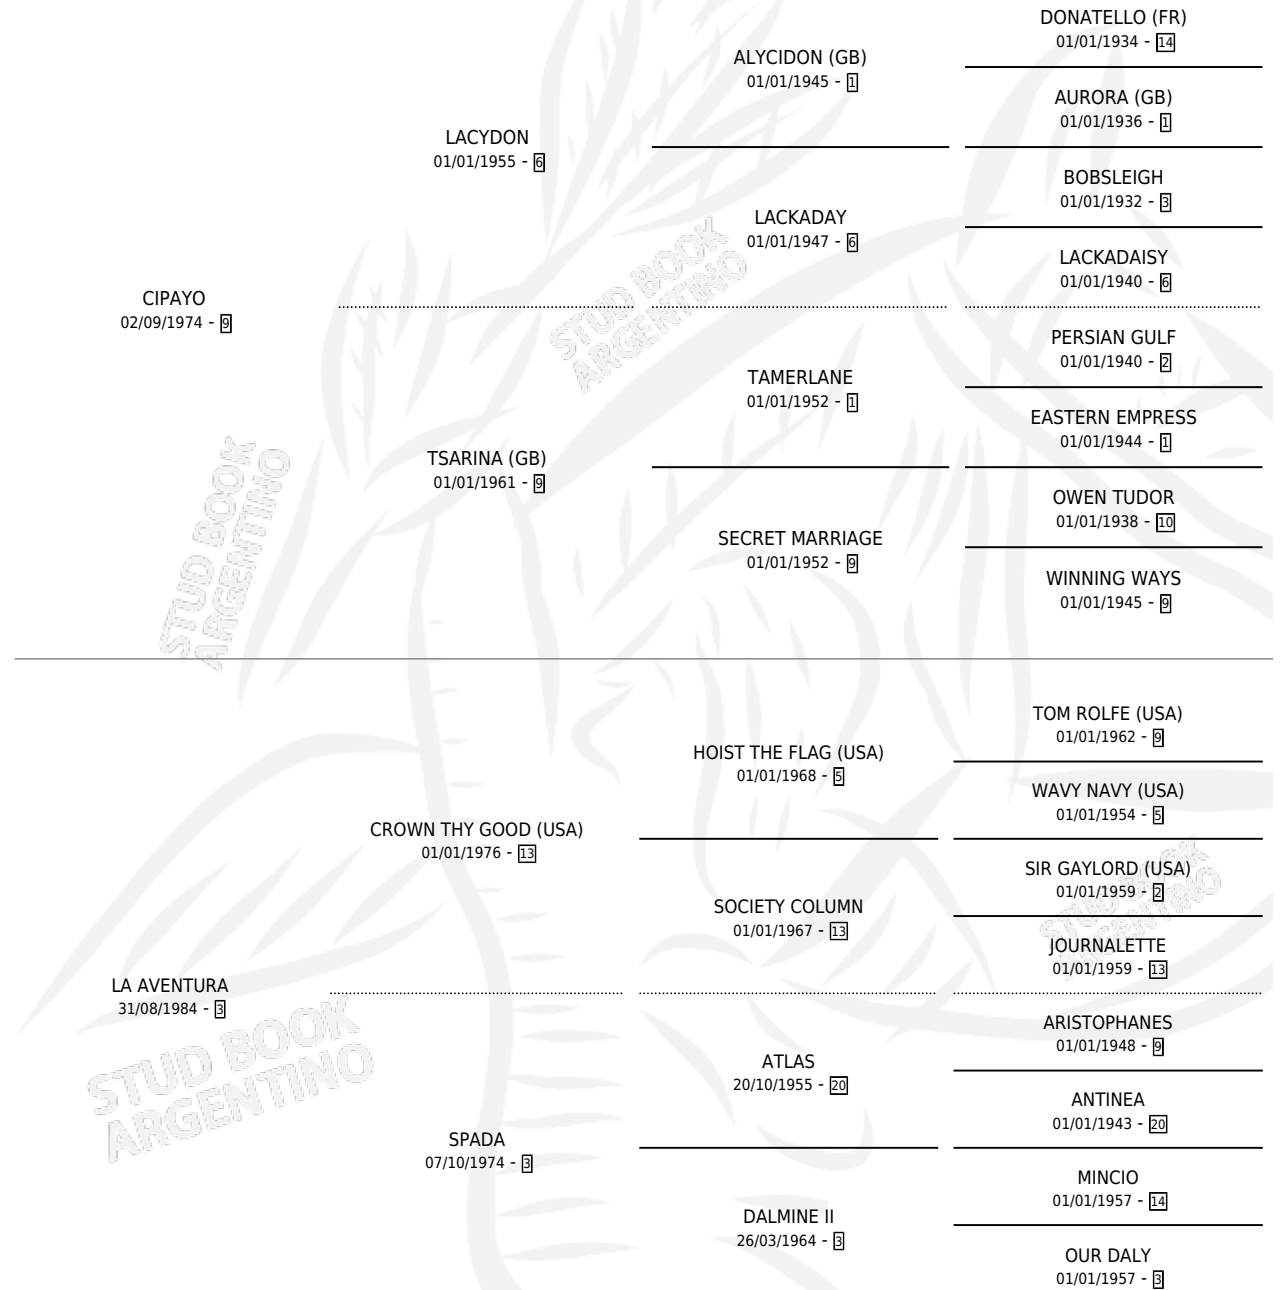 DONATELLO (FR)
01/01/1934 - 14
ALYCIDON (GB)
01/01/1945 - 1
AURORA (GB)
01/01/1936 - 1
LACYDON
01/01/1955 - 6
BOBSLEIGH
01/01/1932 - 3
LACKADAY
01/01/1947 - 6
LACKADAISY
01/01/1940 - 6
CIPAYO
02/09/1974 - 9
PERSIAN GULF
01/01/1940 - 2
TAMERLANE
01/01/1952 - 1
EASTERN EMPRESS
01/01/1944 - 1
TSARINA (GB)
01/01/1961 - 9
OWEN TUDOR
01/01/1938 - 10
SECRET MARRIAGE
01/01/1952 - 9
WINNING WAYS
01/01/1945 - 9
STUD BOOK
ARGENTINO
STUD BOOK
ARGENTINO
TOM ROLFE (USA)
01/01/1962 - 9
HOIST THE FLAG (USA)
01/01/1968 - 5
WAVY NAVY (USA)
01/01/1954 - 5
CROWN THY GOOD (USA)
01/01/1976 - 13
SIR GAYLORD (USA)
01/01/1959 - 2
SOCIETY COLUMN
01/01/1967 - 13
JOURNALETTE
01/01/1959 - 13
STUD BOOK
ARGENTINO
LA AVENTURA
31/08/1984 - 3
ARISTOPHANES
01/01/1948 - 9
ATLAS
20/10/1955 - 20
ANTINEA
01/01/1943 - 20
STUD BOOK
ARGENTINO
SPADA
07/10/1974 - 3
MINCIO
01/01/1957 - 14
DALMINE II
26/03/1964 - 3
OUR DALY
01/01/1957 - 3